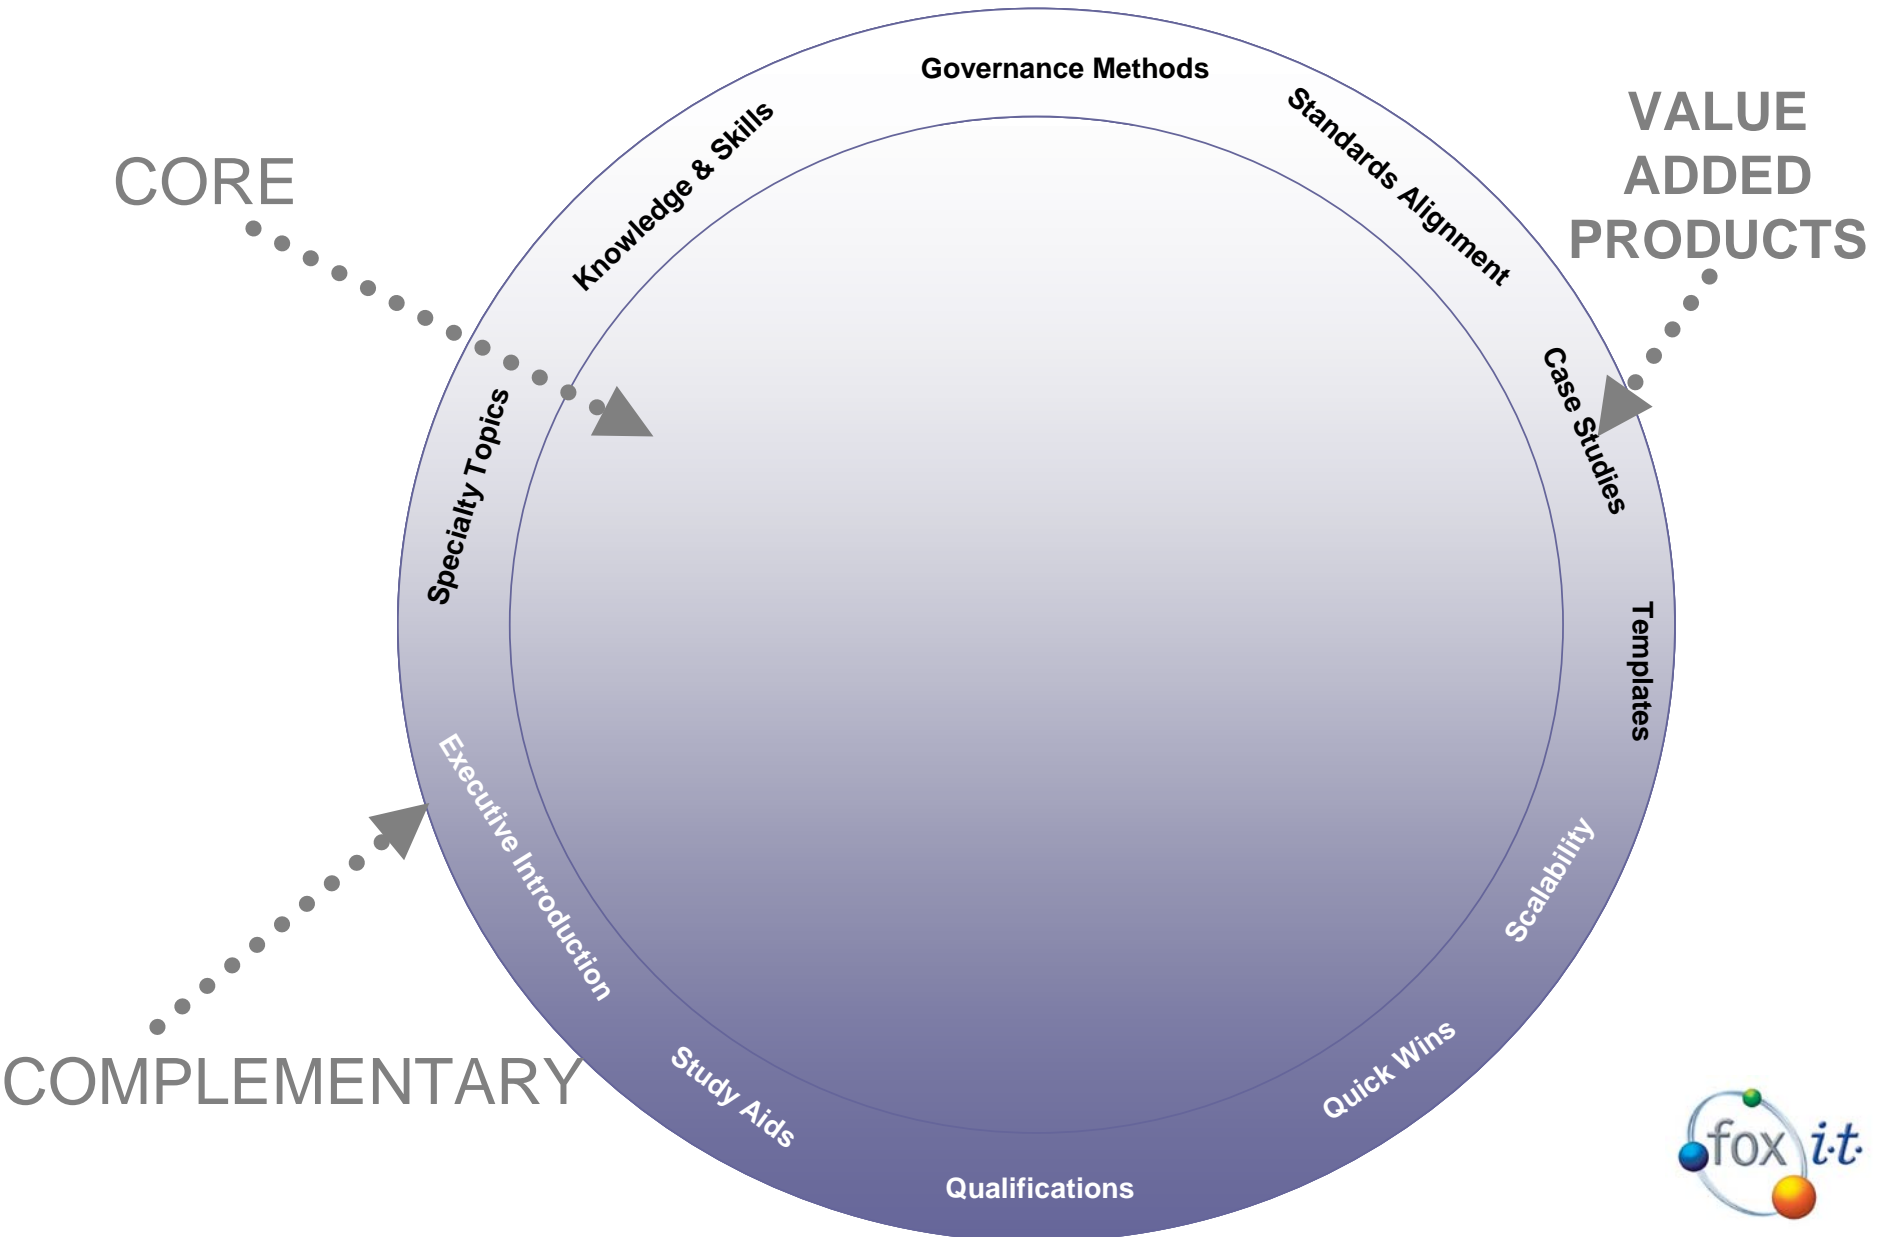 Governance Methods
Knowledge & Skills
Standards Alignment
VALUE
ADDED
PRODUCTS
CORE
Case Studies
Specialty Topics
Templates
Executive Introduction
Scalability
COMPLEMENTARY
Study Aids
Quick Wins
Qualifications
fox i·t·